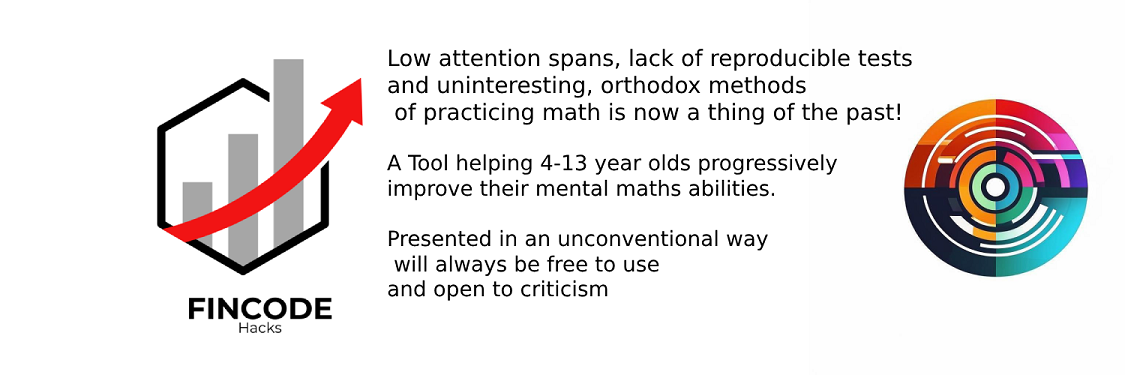 Low attention spans, lack of reproducible tests
and uninteresting, orthodox methods
of practicing math is now a thing of the past!
A Tool helping 4-13 year olds progressively
improve their mental maths abilities.
Presented in an unconventional way
will always be free to use
and open to criticism
FINCODE
Hacks